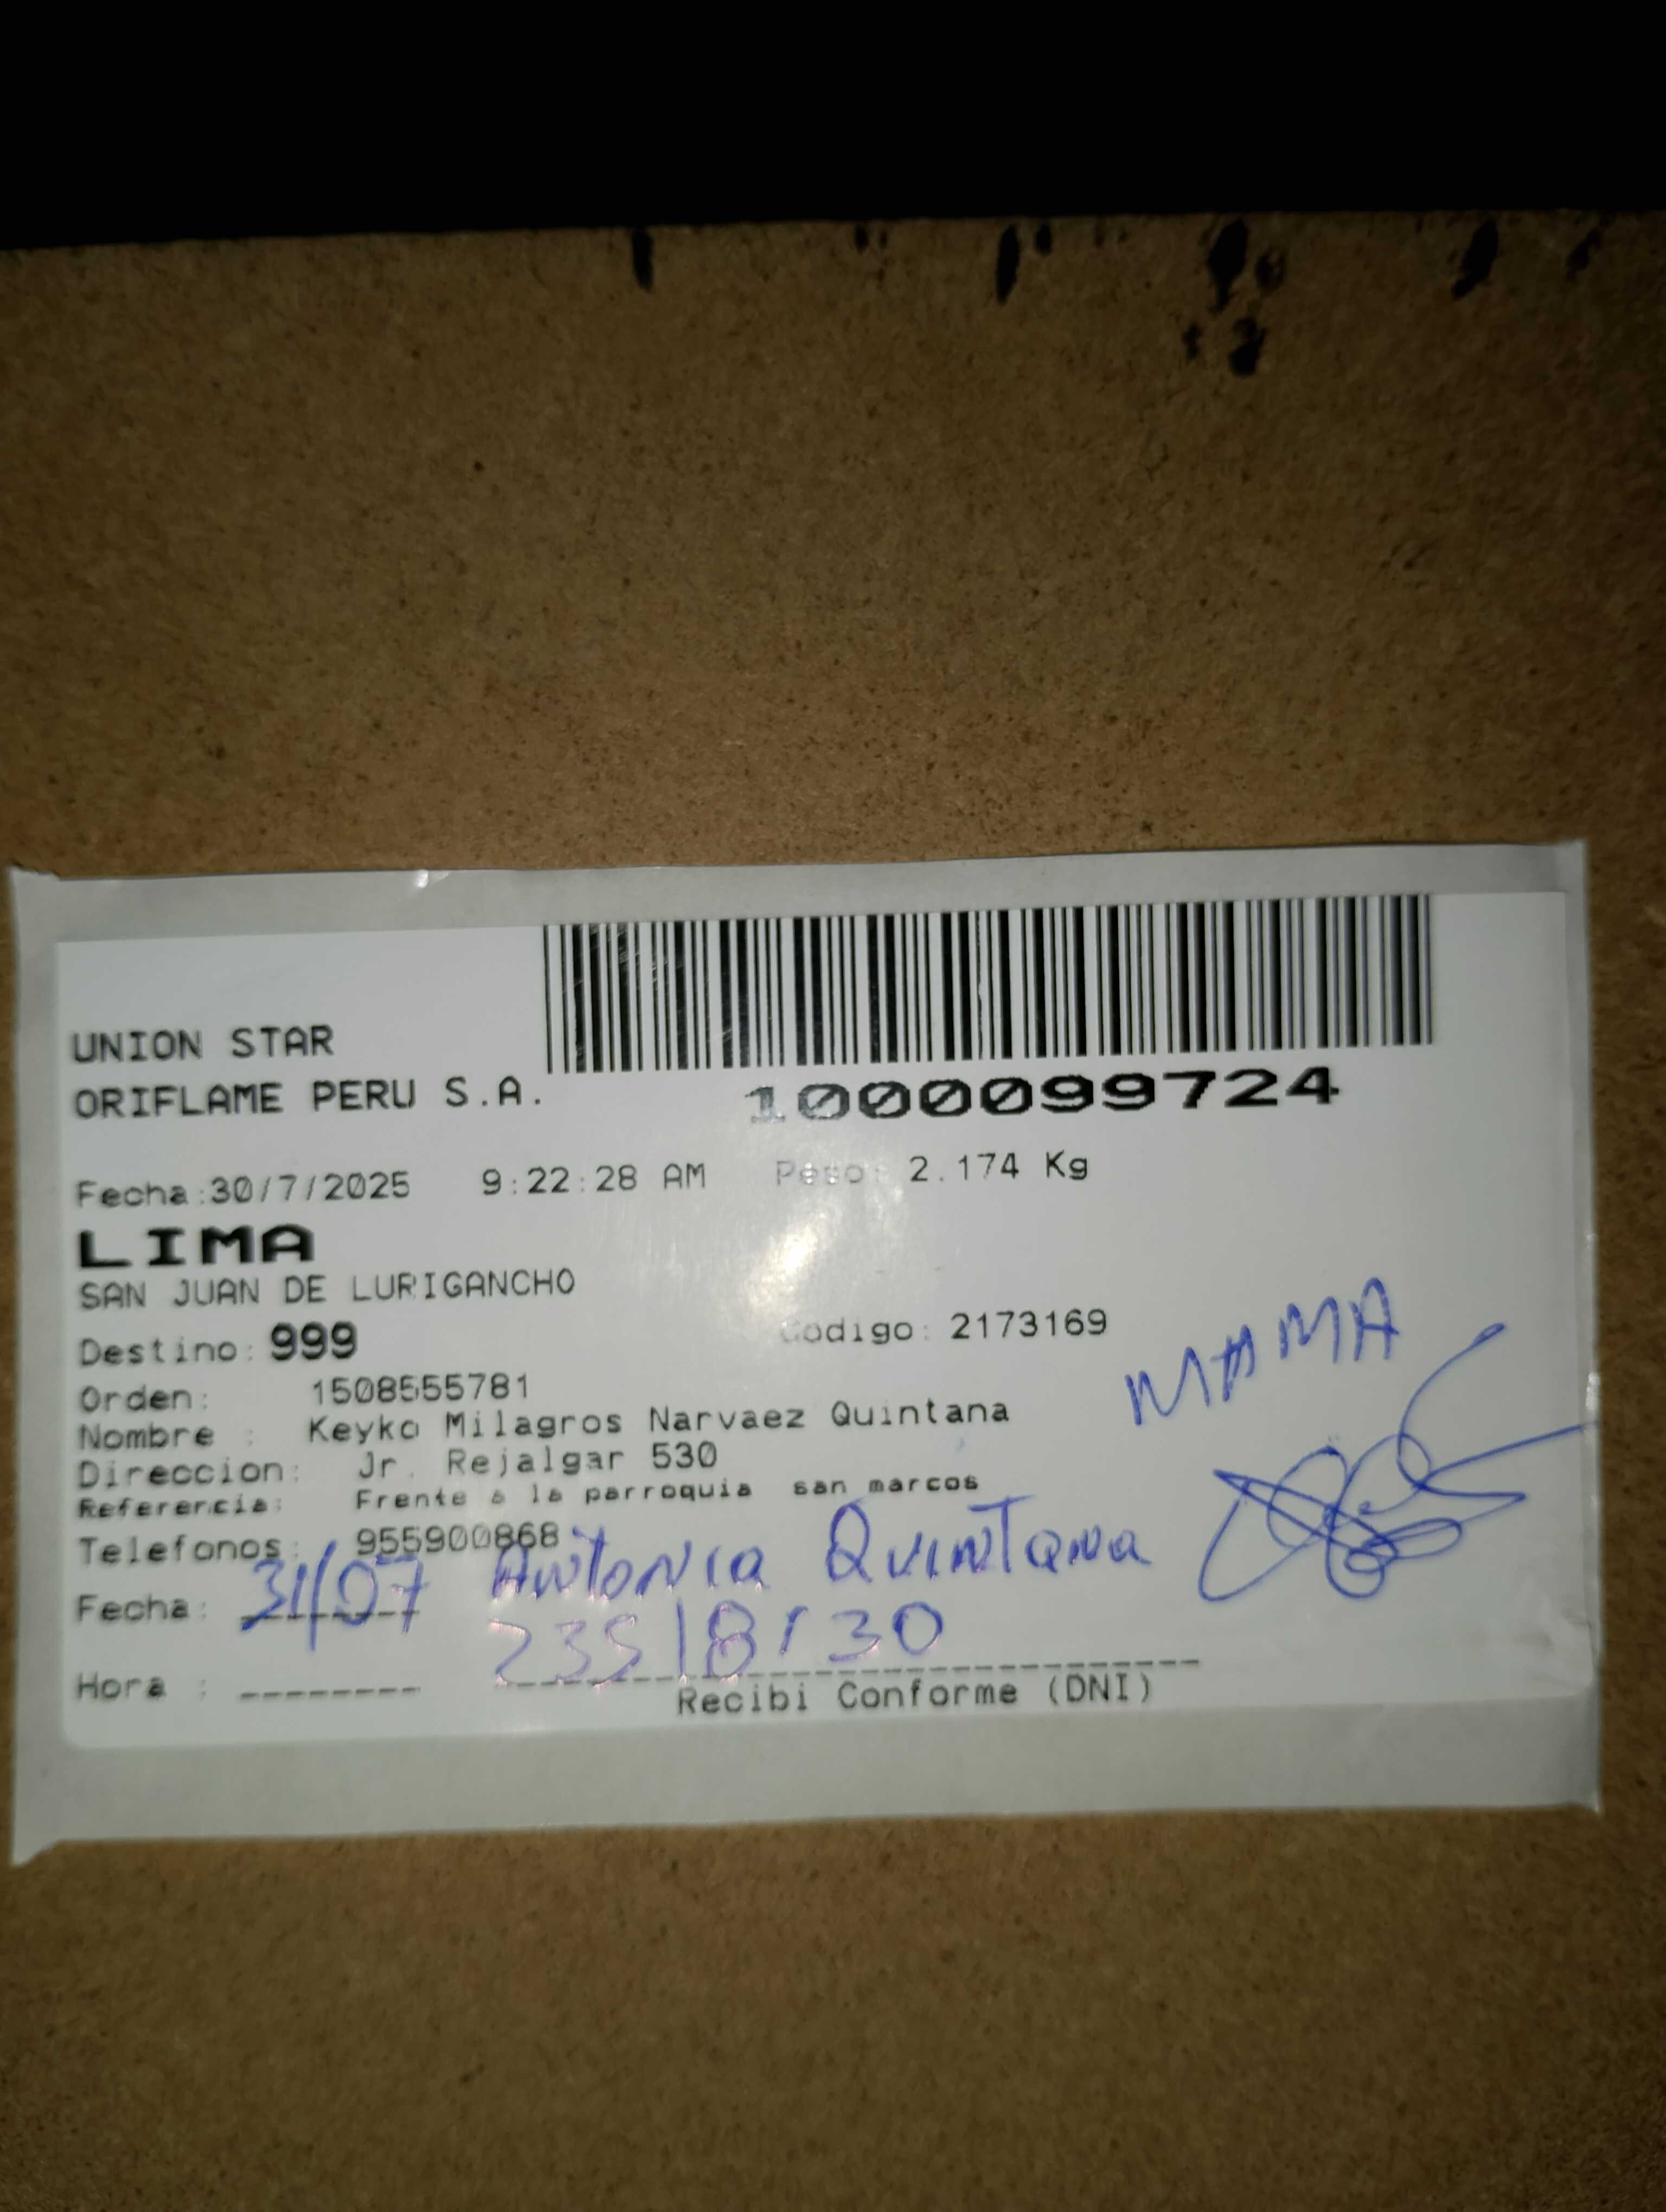 UNION STAR
ORIFLAME PERU S.A.
1000099724
Fecha:30/7/2025 9:22:28 AM Peso: 2.174 Kg
LIMA
SAN JUAN DE LURIGANCHO
Destino: 999 Codigo: 2173169
Orden: 1508555781
Nombre : Keyko Milagros Narvaez Quintana
MAMA
Direccion: Jr. Rejalgar 530
Referencia: Frente a la parroquia san marcos
Telefonos: 955900868
Fecha: 31/07 Antonia Quintana
23518130
Hora :
Recibi Conforme (DNI)